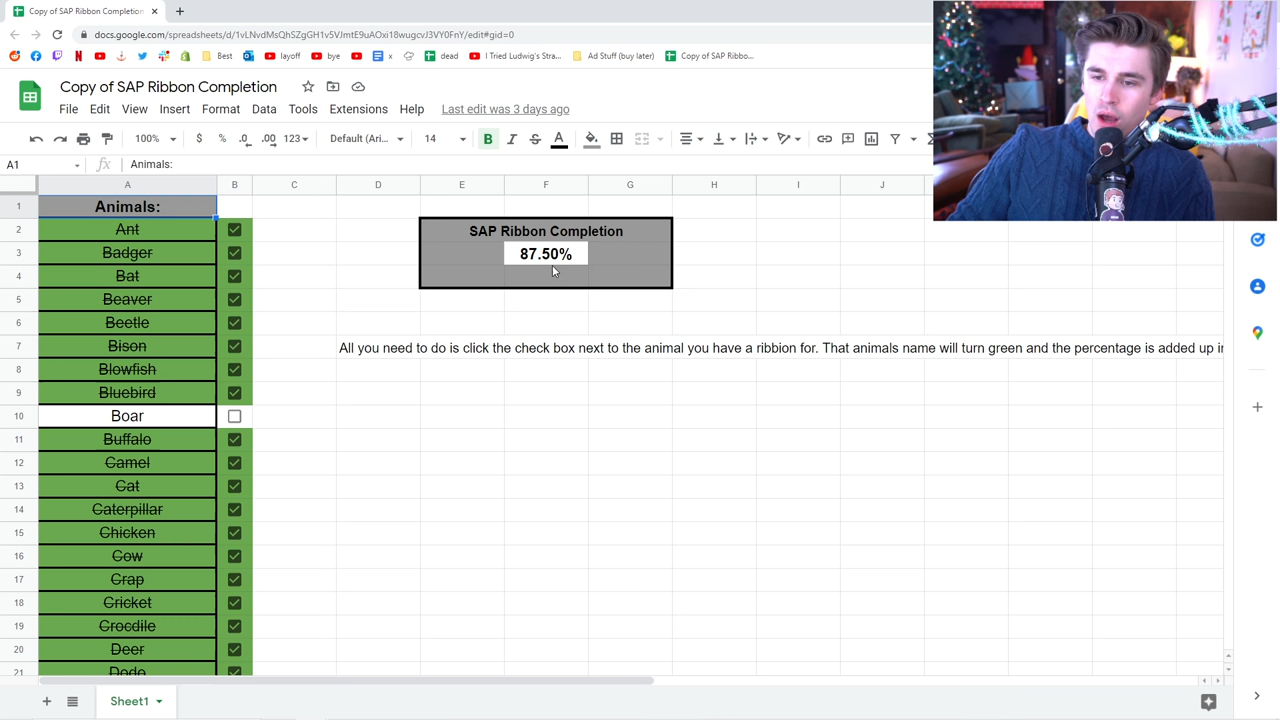 Copy of SAP Ribbon Completion
docs.google.com/spreadsheets/d/1LkNvdMsQhSZgGH1v5VJmtE9uAOxi18wugcvJ3VY0FnY/edit#gid=0
Best
layoff
bye
x
dead
I Tried Ludwig's Stra...
Ad Stuff (buy later)
Copy of SAP Ribbo...
Copy of SAP Ribbon Completion
File Edit View Insert Format Data Tools Extensions Help Last edit was 3 days ago
100% $ % .0 .00 123 Default (Ari... 14 B I S A
A1 fx Animals:
A B C D E F G H I J
1 Animals:
2 Ant SAP Ribbon Completion
3 Badger 87.50%
4 Bat
5 Beaver
6 Beetle
7 Bison All you need to do is click the check box next to the animal you have a ribbion for. That animals name will turn green and the percentage is added up i
8 Blowfish
9 Bluebird
10 Boar
11 Buffalo
12 Camel
13 Cat
14 Caterpillar
15 Chicken
16 Cow
17 Crap
18 Cricket
19 Crocdile
20 Deer
21 Dodo
Sheet1